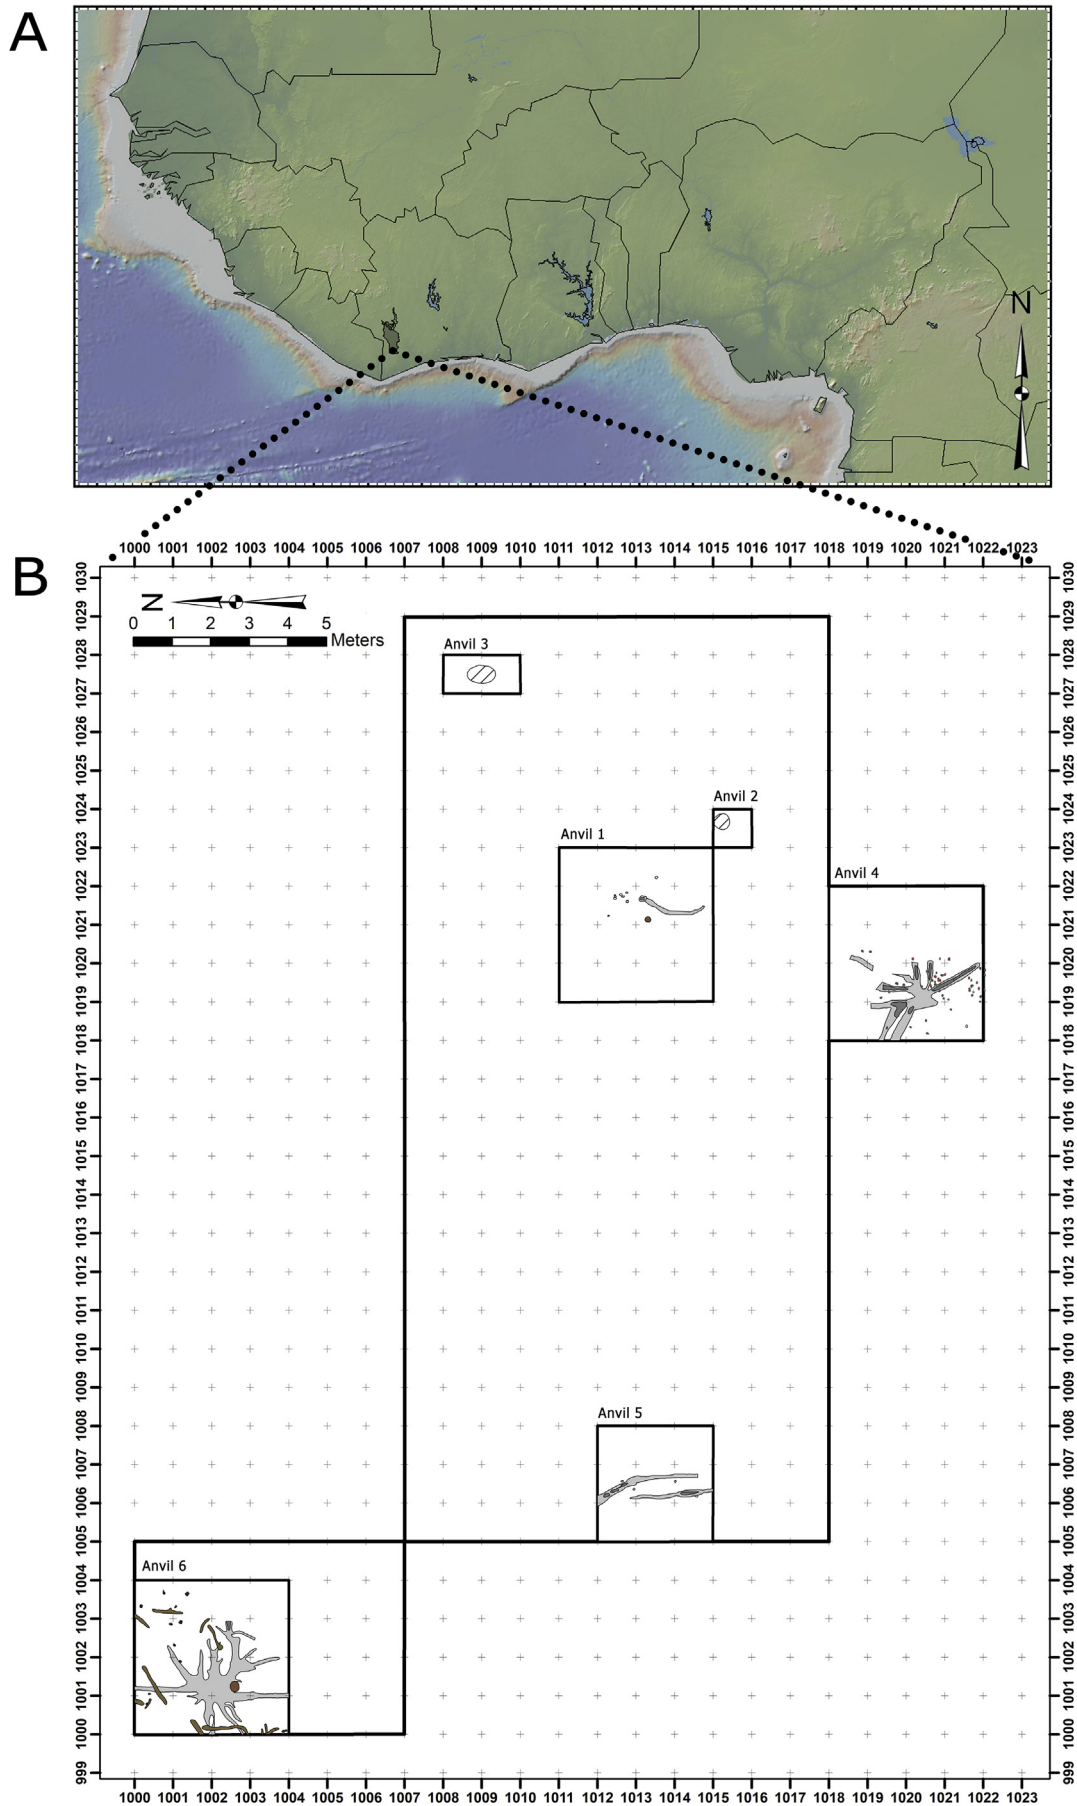 A
N
1000 1001 1002 1003 1004 1005 1006 1007 1008 1009 1010 1011 1012 1013 1014 1015 1016 1017 1018 1019 1020 1021 1022 1023
B
N
0 1 2 3 4 5
Meters
1030 1029 1028 1027 1026 1025 1024 1023 1022 1021 1020 1019 1018 1017 1016 1015 1014 1013 1012 1011 1010 1009 1008 1007 1006 1005 1004 1003 1002 1001 1000 999
Anvil 3
Anvil 2
Anvil 1
Anvil 4
Anvil 5
Anvil 6
1030 1029 1028 1027 1026 1025 1024 1023 1022 1021 1020 1019 1018 1017 1016 1015 1014 1013 1012 1011 1010 1009 1008 1007 1006 1005 1004 1003 1002 1001 1000 999
1000 1001 1002 1003 1004 1005 1006 1007 1008 1009 1010 1011 1012 1013 1014 1015 1016 1017 1018 1019 1020 1021 1022 1023